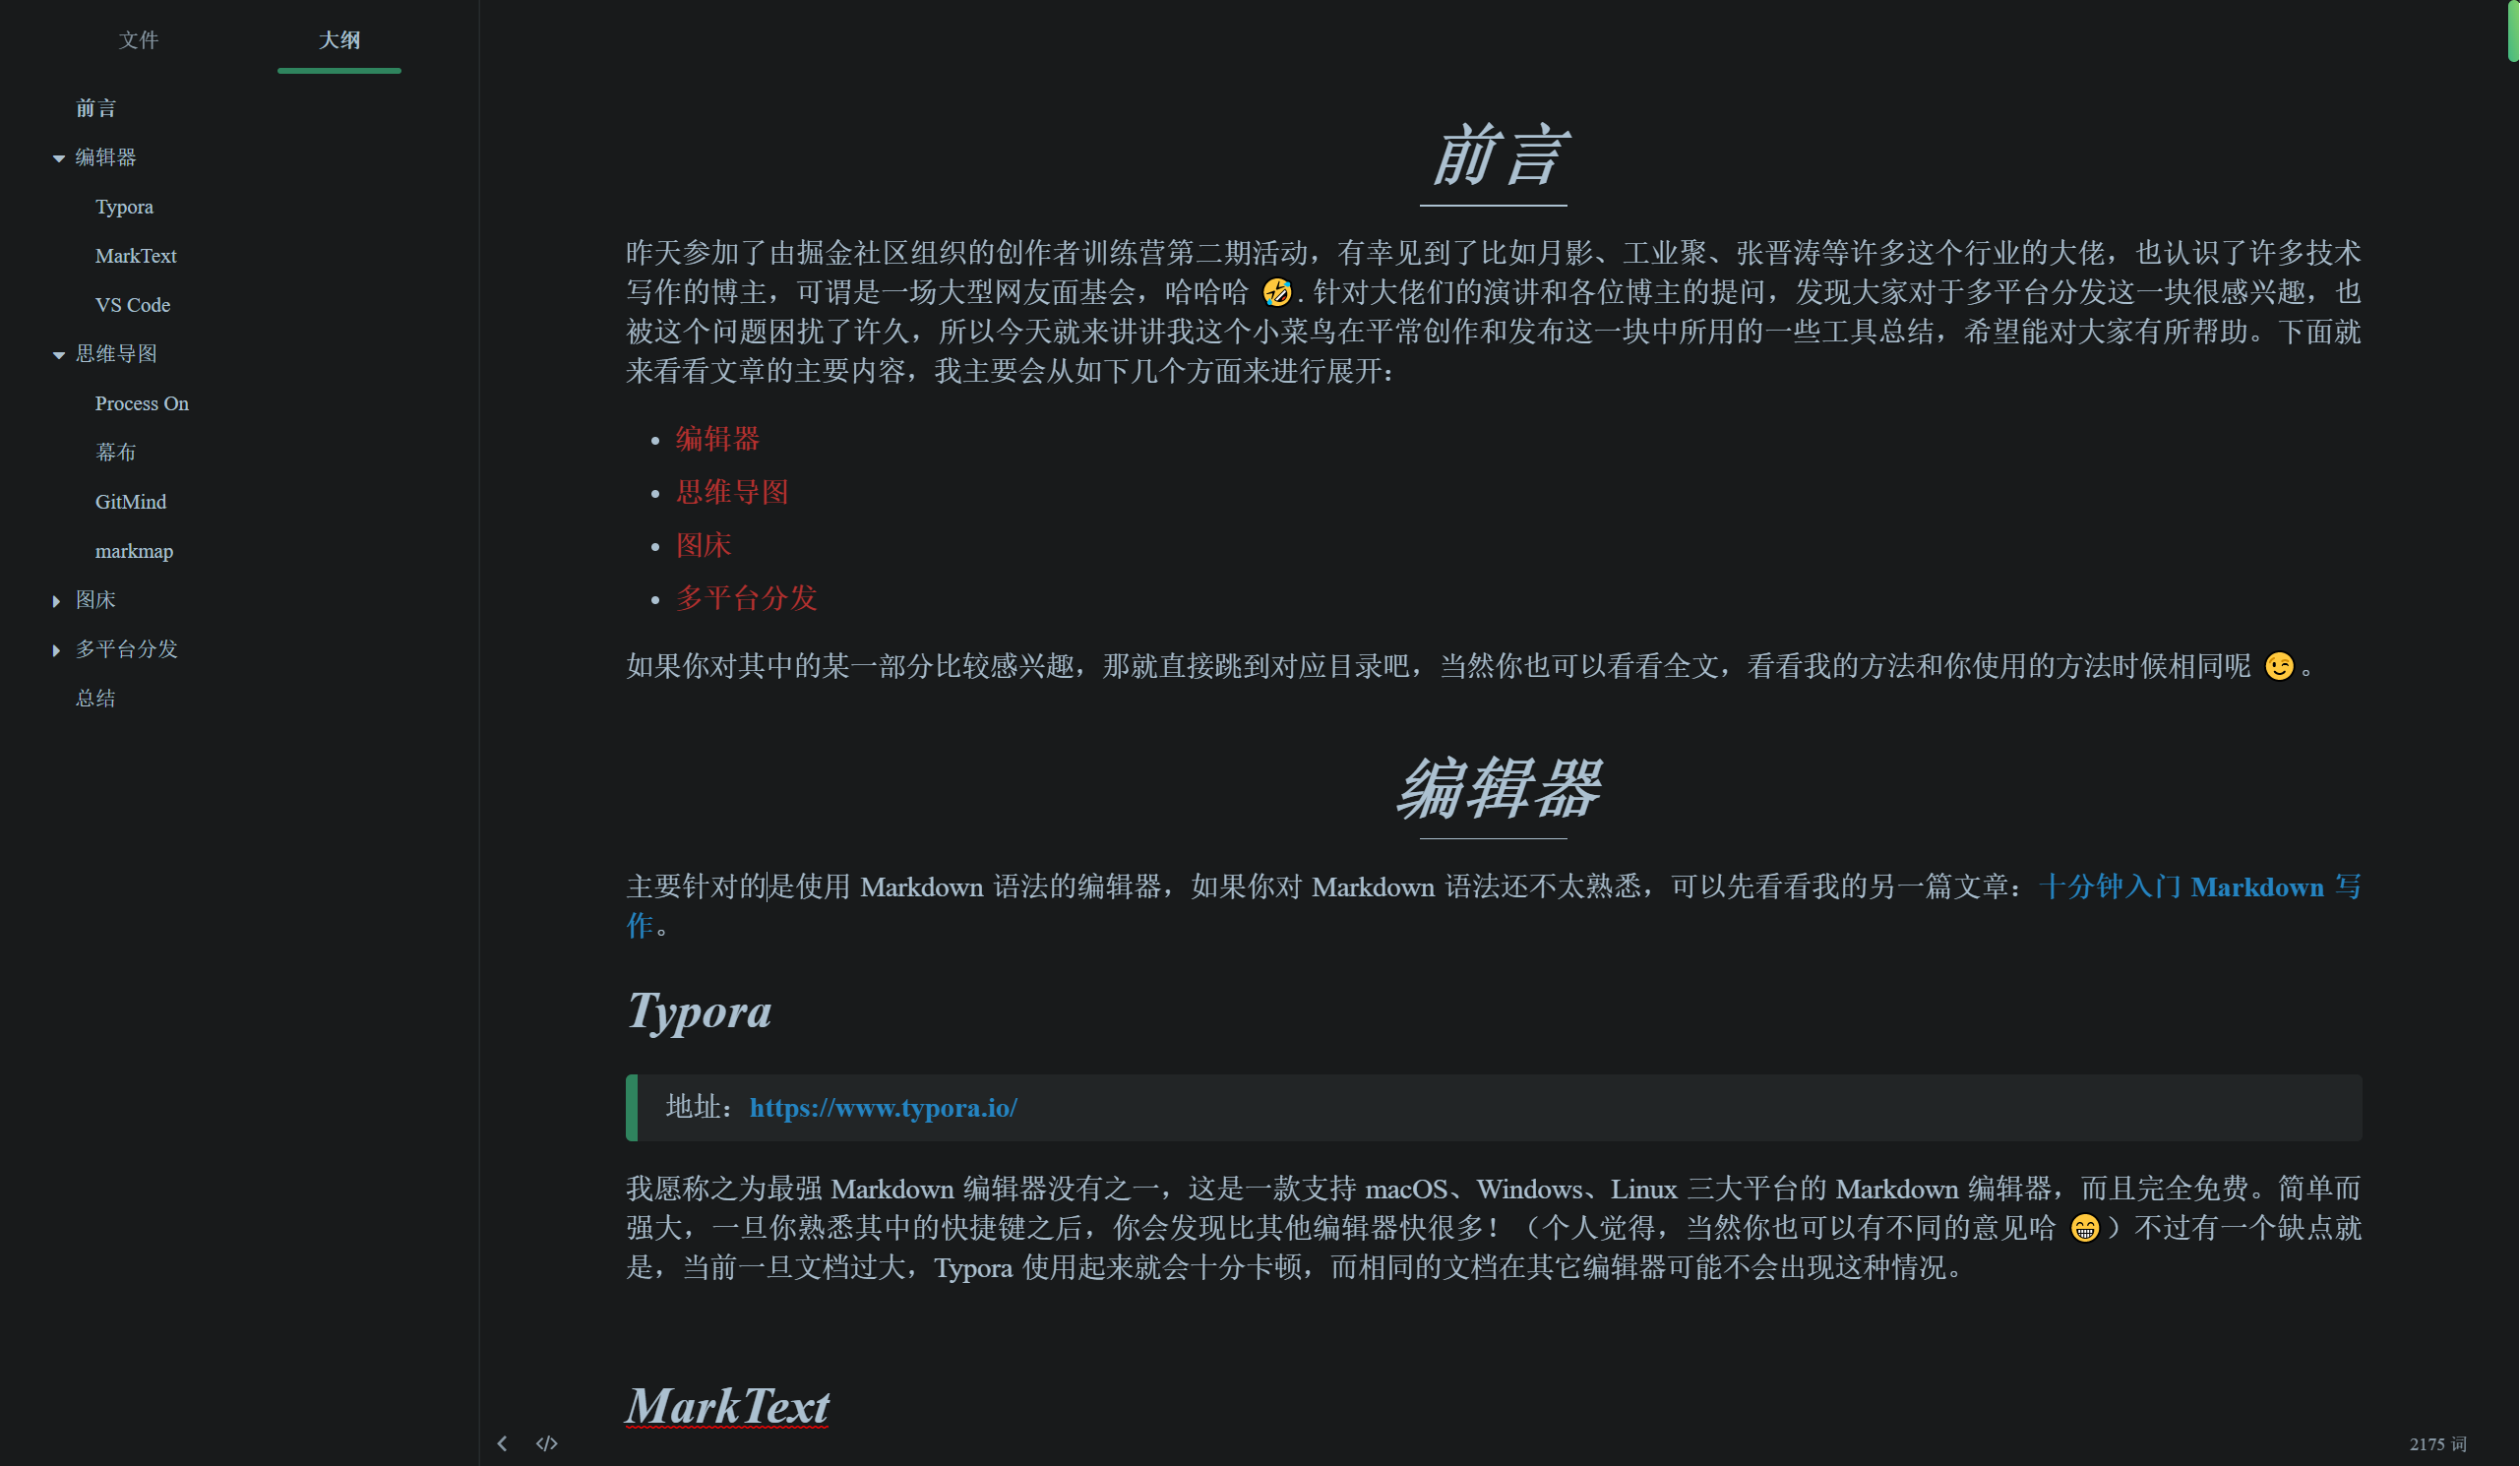 文件
大纲
前言
编辑器
Typora
MarkText
VS Code
思维导图
Process On
幕布
GitMind
markmap
图床
多平台分发
总结
前言
昨天参加了由掘金社区组织的创作者训练营第二期活动，有幸见到了比如月影、工业聚、张晋涛等许多这个行业的大佬，也认识了许多技术
写作的博主，可谓是一场大型网友面基会，哈哈哈 🤣. 针对大佬们的演讲和各位博主的提问，发现大家对于多平台分发这一块很感兴趣，也
被这个问题困扰了许久，所以今天就来讲讲我这个小菜鸟在平常创作和发布这一块中所用的一些工具总结，希望能对大家有所帮助。下面就
来看看文章的主要内容，我主要会从如下几个方面来进行展开：
• 编辑器
• 思维导图
• 图床
• 多平台分发
如果你对其中的某一部分比较感兴趣，那就直接跳到对应目录吧，当然你也可以看看全文，看看我的方法和你使用的方法时候相同呢 😉。
编辑器
主要针对的是使用 Markdown 语法的编辑器，如果你对 Markdown 语法还不太熟悉，可以先看看我的另一篇文章：十分钟入门 Markdown 写
作。
Typora
地址：https://www.typora.io/
我愿称之为最强 Markdown 编辑器没有之一，这是一款支持 macOS、Windows、Linux 三大平台的 Markdown 编辑器，而且完全免费。简单而
强大，一旦你熟悉其中的快捷键之后，你会发现比其他编辑器快很多！（个人觉得，当然你也可以有不同的意见哈 😁）不过有一个缺点就
是，当前一旦文档过大，Typora 使用起来就会十分卡顿，而相同的文档在其它编辑器可能不会出现这种情况。
MarkText
2175 词